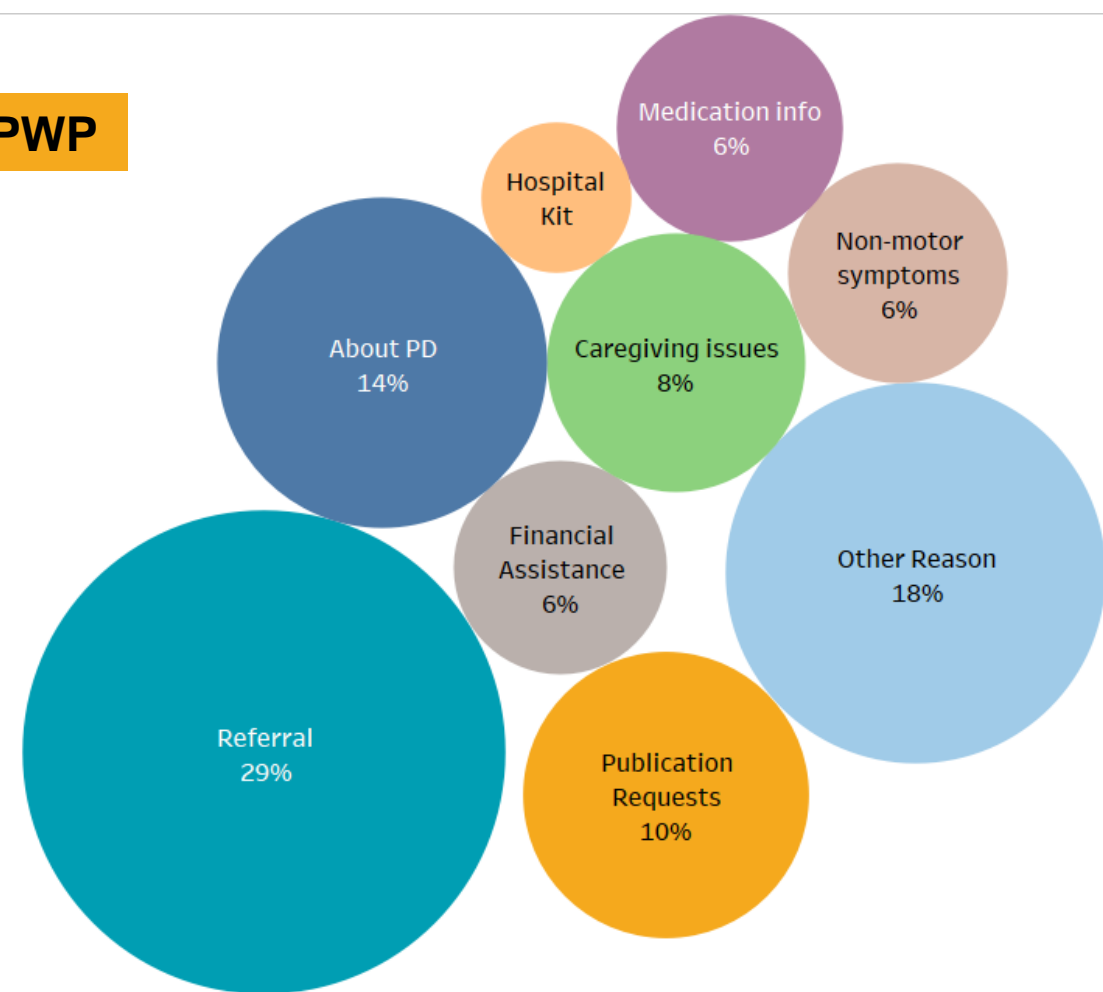 PWP
Medication info
6%
Hospital
Kit
Non-motor
symptoms
6%
About PD
14%
Caregiving issues
8%
Financial
Assistance
6%
Other Reason
18%
Referral
29%
Publication
Requests
10%